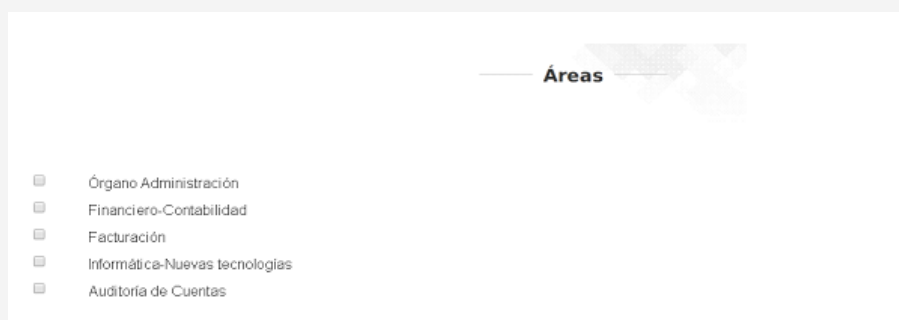 Áreas
Órgano Administración
Financiero-Contabilidad
Facturación
Informática-Nuevas tecnologías
Auditoría de Cuentas